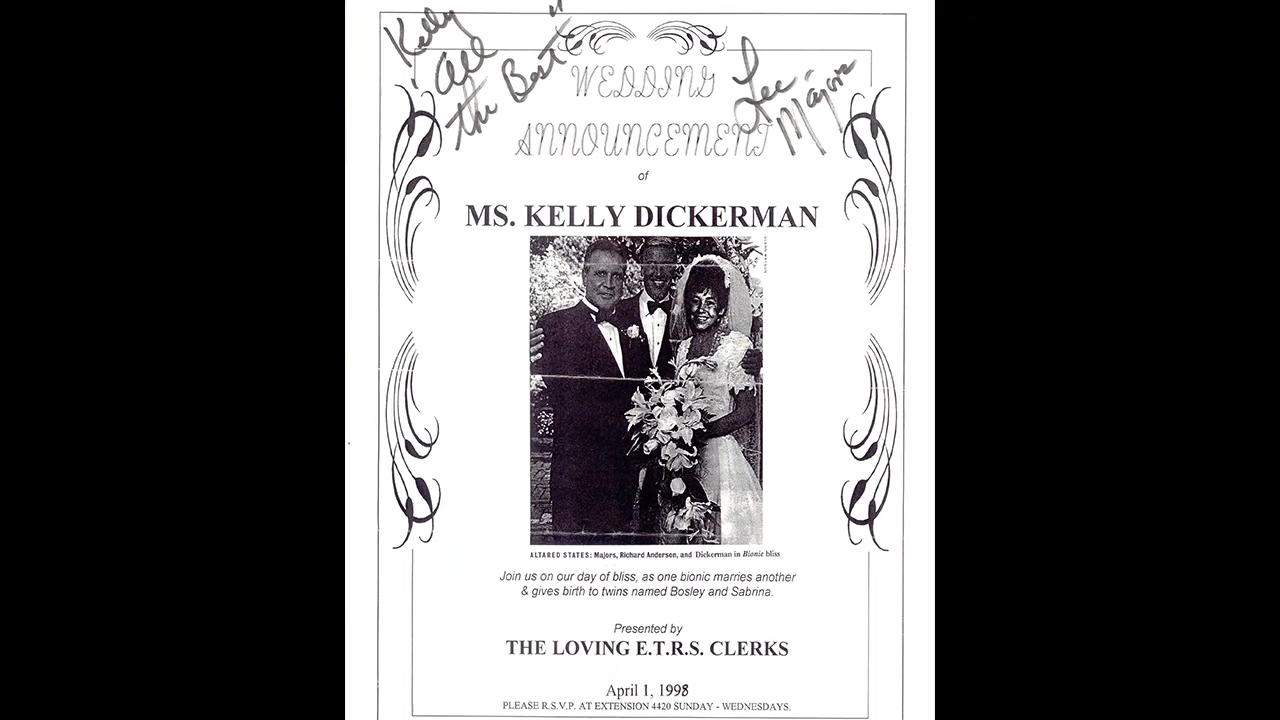 Kelly
"All
the Best"
Lee
Majors
WEDDING
ANNOUNCEMENT
of
MS. KELLY DICKERMAN
ALTARED STATES: Majors, Richard Anderson, and Dickerman in Bionic bliss
Join us on our day of bliss, as one bionic marries another
& gives birth to twins named Bosley and Sabrina.
Presented by
THE LOVING E.T.R.S. CLERKS
April 1, 1998
PLEASE R.S.V.P. AT EXTENSION 4420 SUNDAY - WEDNESDAYS.